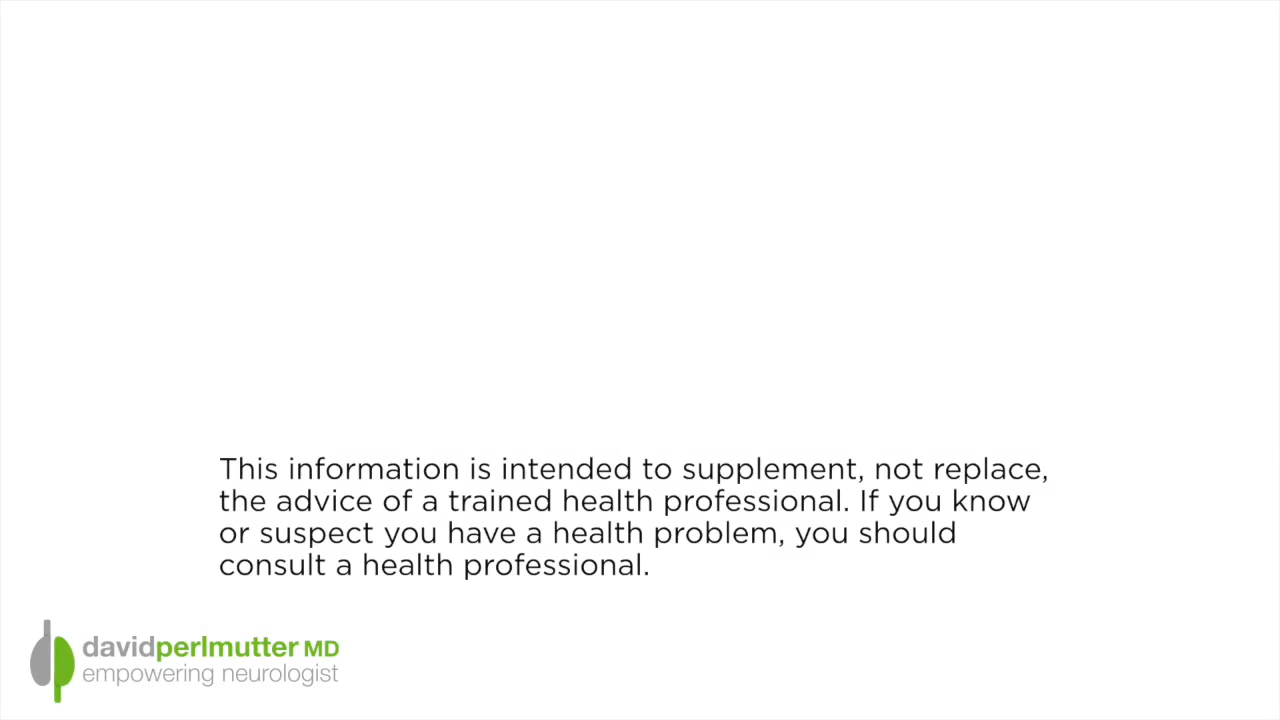 This information is intended to supplement, not replace,
the advice of a trained health professional. If you know
or suspect you have a health problem, you should
consult a health professional.
davidperlmutter MD
empowering neurologist